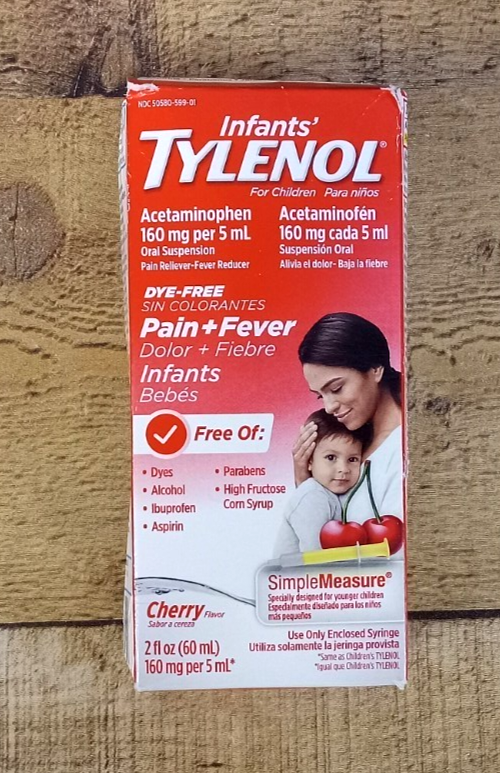 NDC 50580-599-01
Infants'
TYLENOL®
For Children Para niños
Acetaminophen
160 mg per 5 mL
Oral Suspension
Pain Reliever-Fever Reducer
Acetaminofén
160 mg cada 5 ml
Suspensión Oral
Alivia el dolor- Baja la fiebre
DYE-FREE
SIN COLORANTES
Pain+Fever
Dolor + Fiebre
Infants
Bebés
Free Of:
• Dyes
• Alcohol
• Ibuprofen
• Aspirin
• Parabens
• High Fructose
Corn Syrup
SimpleMeasure®
Specially designed for younger children
Especialmente diseñado para los niños
más pequeños
Cherry Flavor
Sabor a cereza
2 fl oz (60 mL)
160 mg per 5 mL*
Use Only Enclosed Syringe
Utiliza solamente la jeringa provista
*Same as Children's TYLENOL
*Igual que Children's TYLENOL